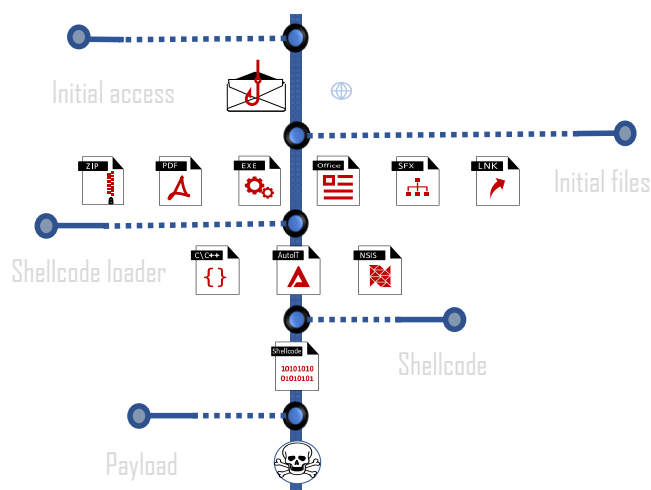 Initial access
ZIP
PDF
EXE
Office
SFX
LNK
Initial files
Shellcode loader
C\C++
AutoIT
NSIS
{}
Shellcode
Shellcode
10101010
01010101
Payload